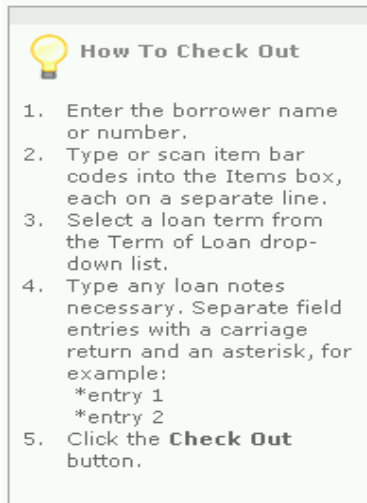 How To Check Out
1. Enter the borrower name
or number.
2. Type or scan item bar
codes into the Items box,
each on a separate line.
3. Select a loan term from
the Term of Loan drop-
down list.
4. Type any loan notes
necessary. Separate field
entries with a carriage
return and an asterisk, for
example:
*entry 1
*entry 2
5. Click the Check Out
button.